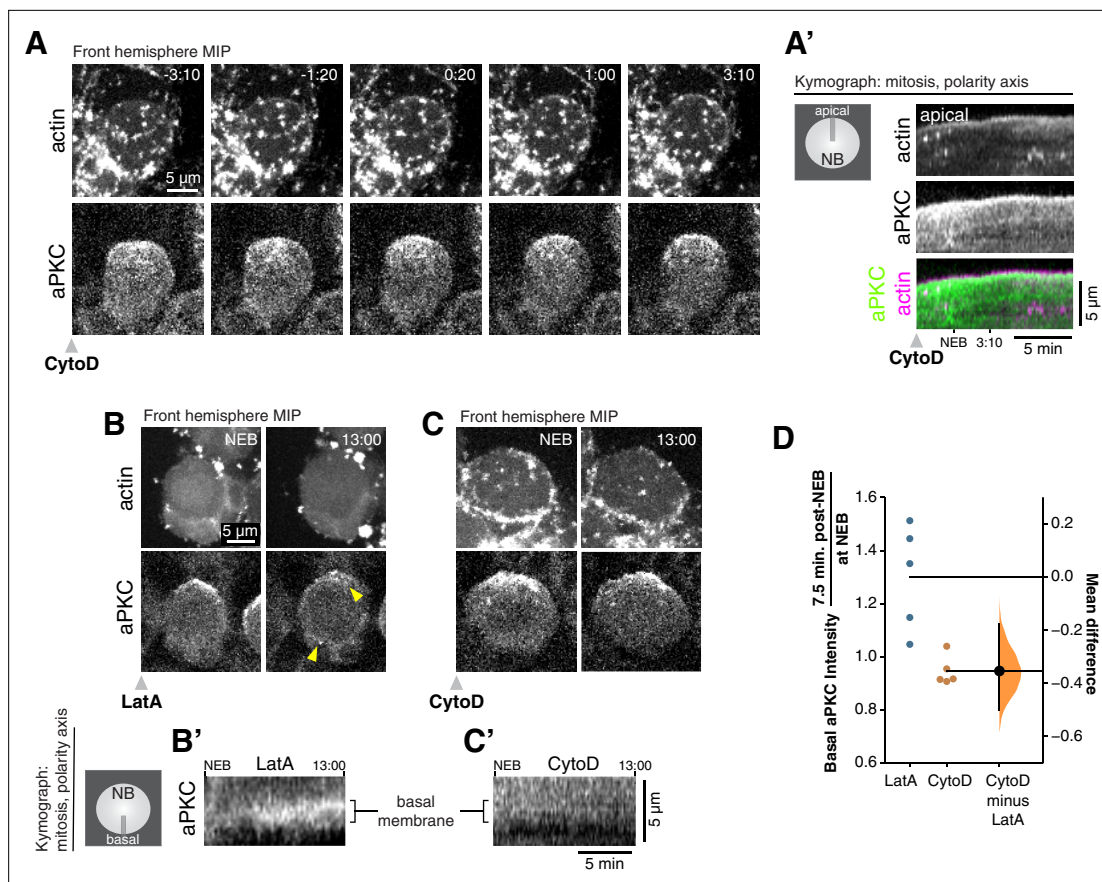 A
Front hemisphere MIP
-3:10
-1:20
0:20
1:00
3:10
actin
5 μm
aPKC
CytoD
A'
Kymograph: mitosis, polarity axis
apical
NB
apical
actin
aPKC
aPKC
actin
5 μm
NEB
3:10
5 min
CytoD
B
Front hemisphere MIP
NEB
13:00
actin
5 μm
aPKC
LatA
C
Front hemisphere MIP
NEB
13:00
CytoD
D
Basal aPKC Intensity
7.5 min. post-NEB
at NEB
1.6
1.4
1.2
1.0
0.8
0.6
0.2
0.0
−0.2
−0.4
−0.6
Mean difference
LatA
CytoD
CytoD
minus
LatA
Kymograph:
mitosis, polarity axis
NB
basal
B'
NEB
LatA
13:00
aPKC
basal
membrane
C'
NEB
CytoD
13:00
5 μm
5 min